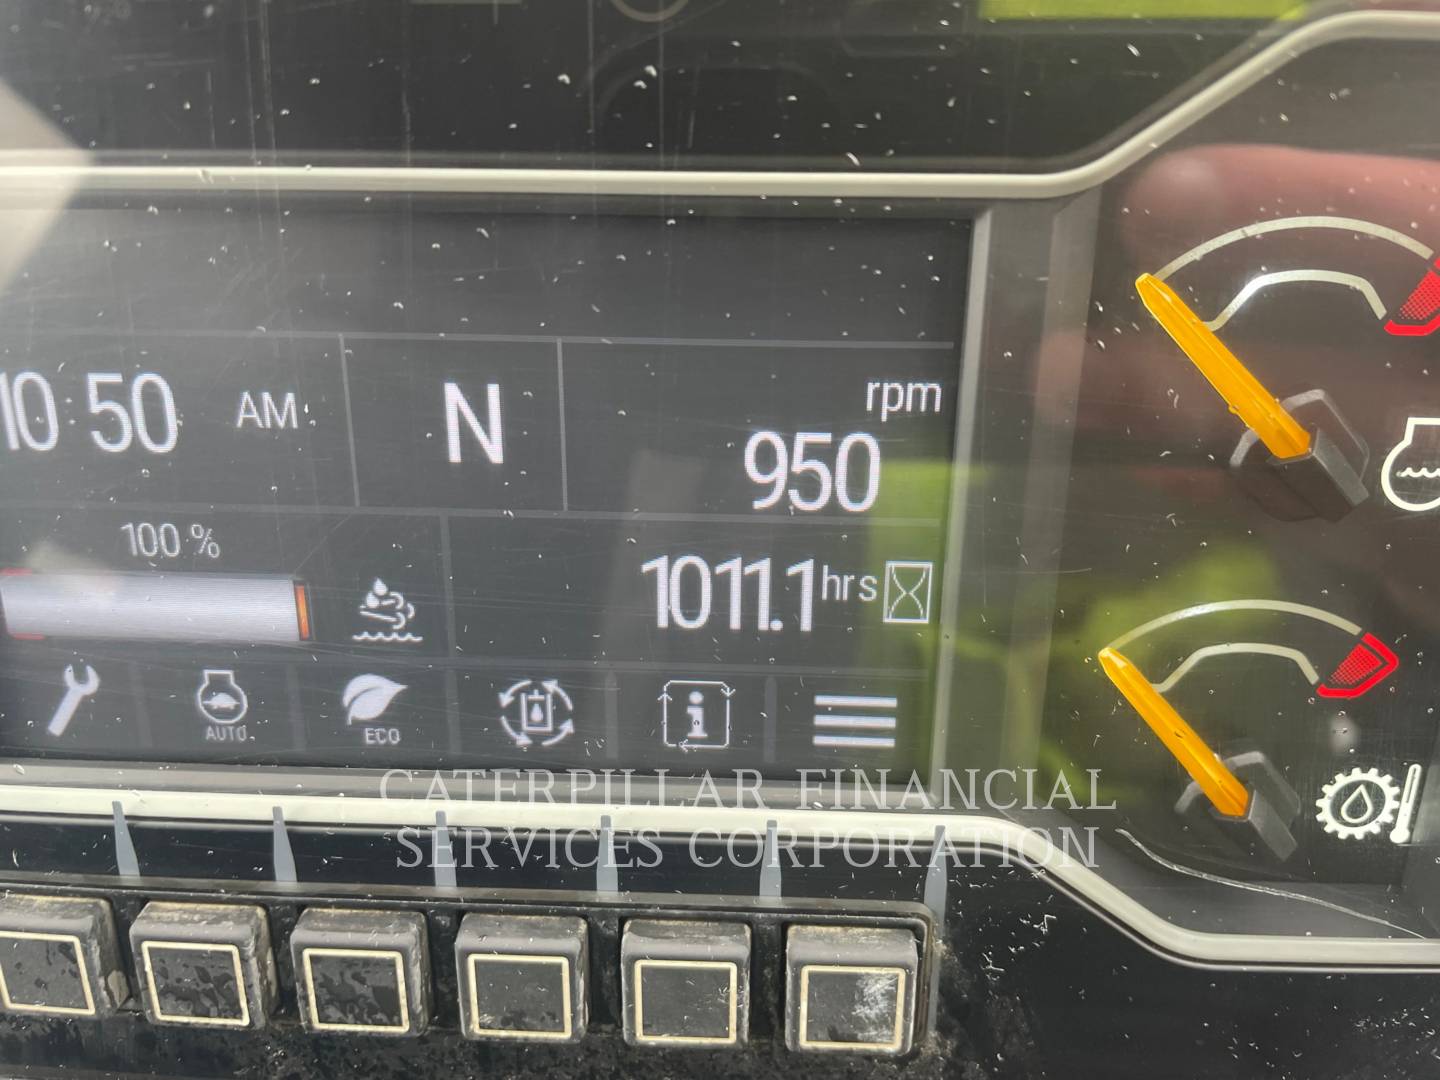 10:50 AM
N
rpm
950
100 %
1011.1 hrs
AUTO
ECO
i
CATERPILLAR FINANCIAL
SERVICES CORPORATION